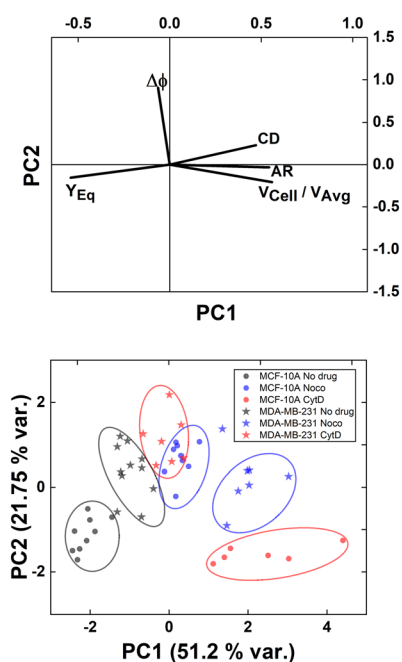 -0.5 0.0 0.5 1.0
1.5
1.0
0.5
0.0
-0.5
-1.0
-1.5
Δϕ
CD
AR
Y_Eq
V_Cell / V_Avg
PC2
PC1
MCF-10A No drug
MCF-10A Noco
MCF-10A CytD
MDA-MB-231 No drug
MDA-MB-231 Noco
MDA-MB-231 CytD
2
0
-2
PC2 (21.75 % var.)
-2 0 2 4
PC1 (51.2 % var.)